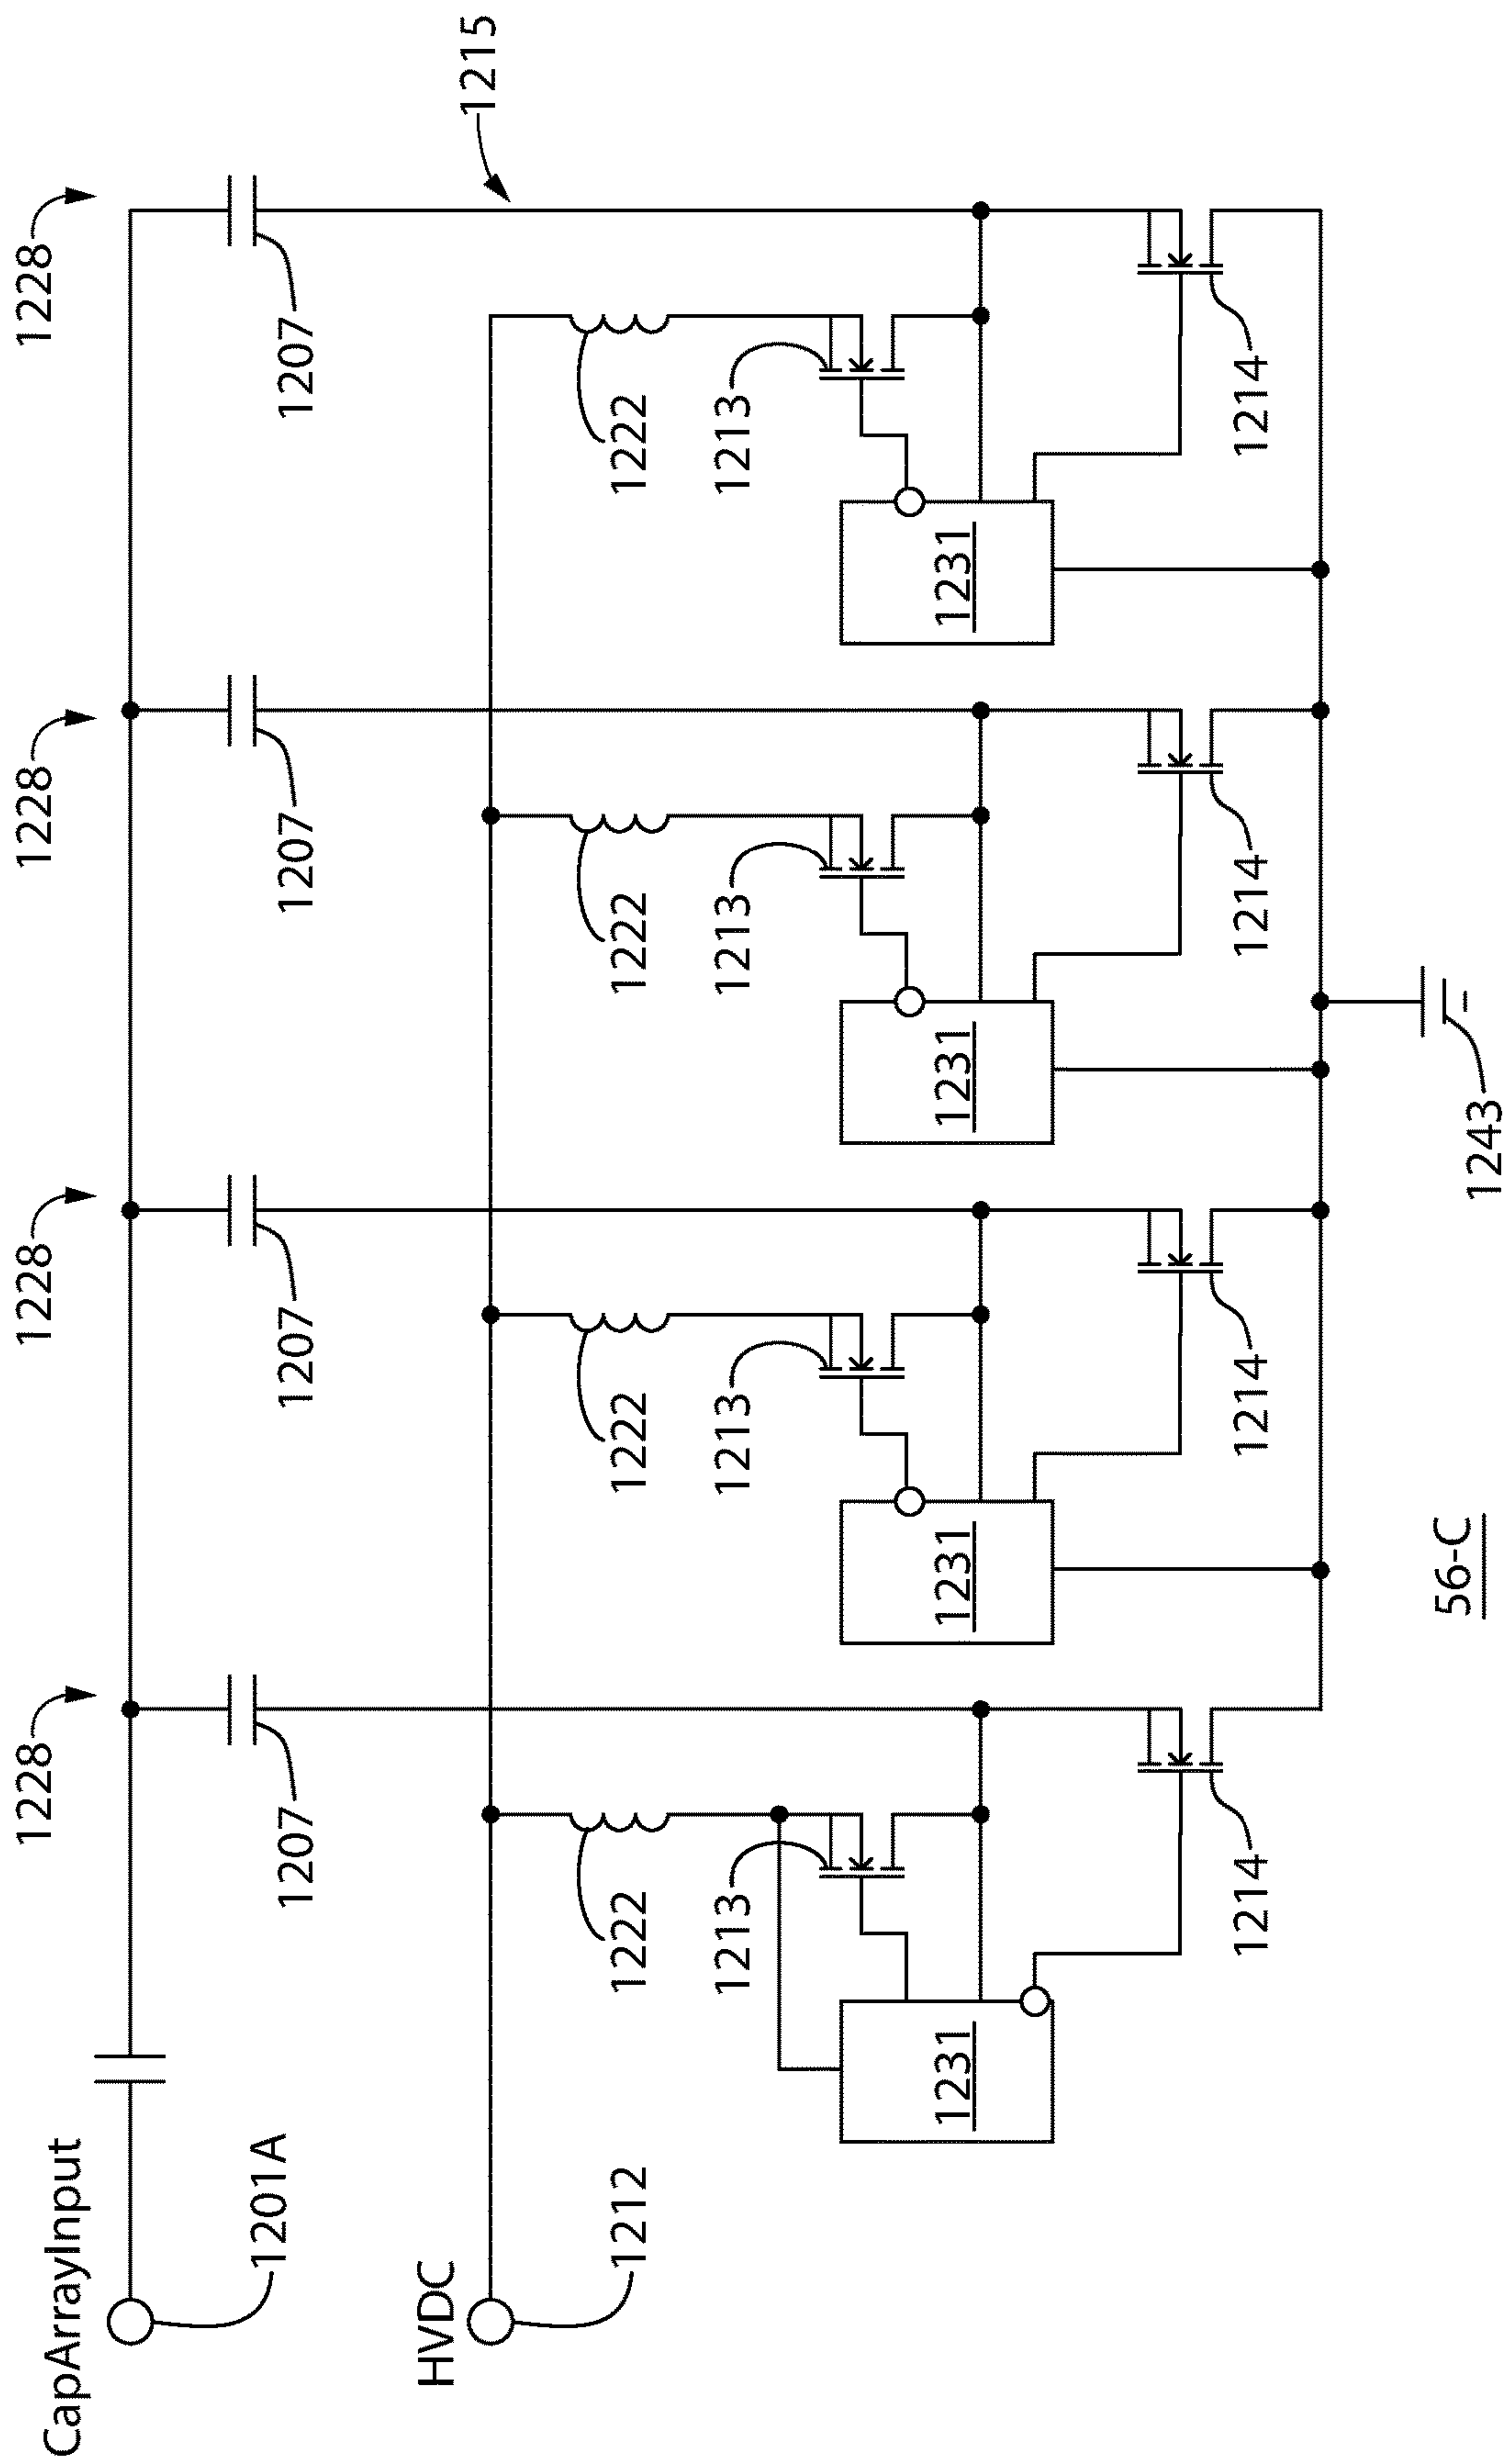 1228 1228 1228 1228
CapArrayInput
1201A
1207 1207 1207 1207
HVDC
1215
1212
1222 1222 1222 1222
1213 1213 1213 1213
1231 1231 1231 1231
1214 1214 1214 1214
56-C
1243